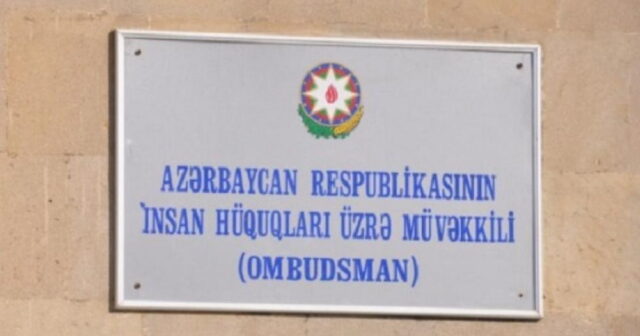 AZƏRBAYCAN RESPUBLİKASININ
İNSAN HÜQUQLARI ÜZRƏ MÜVƏKKİLİ
(OMBUDSMAN)